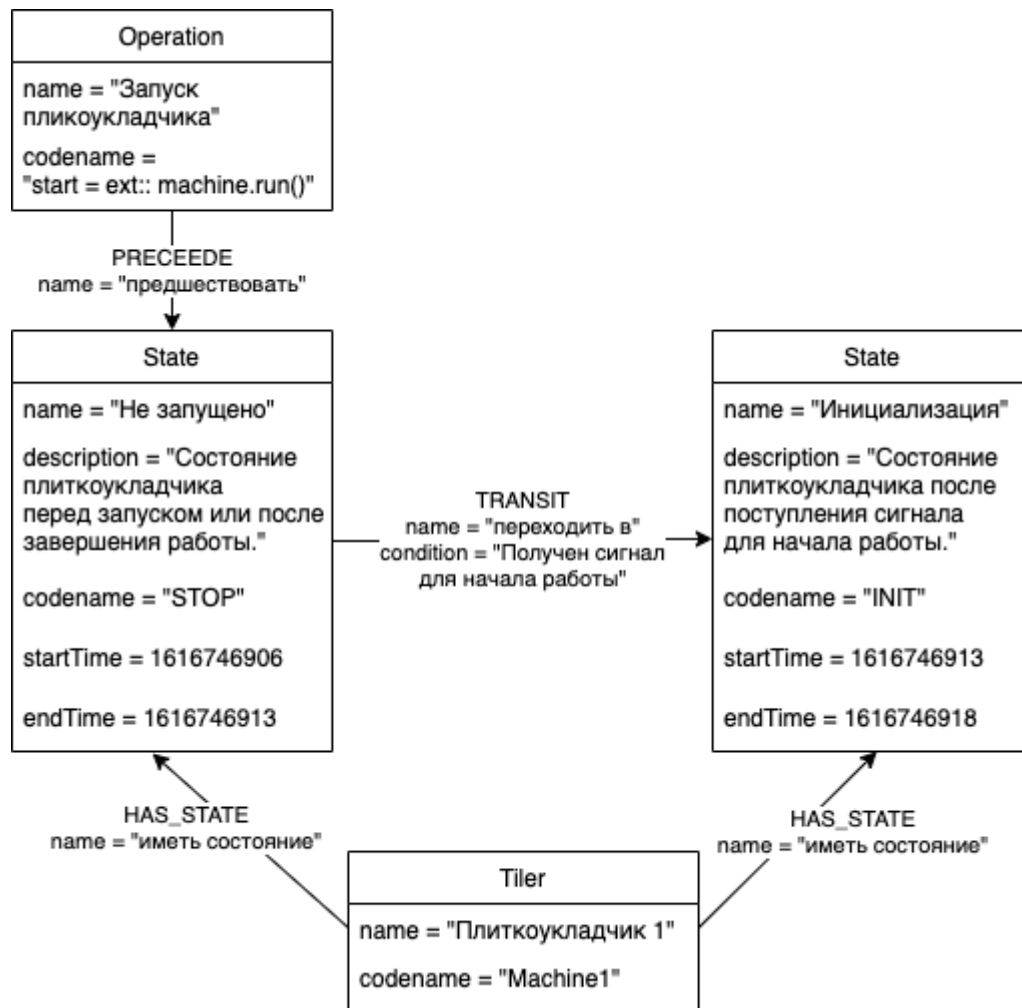 Operation
name = "Запуск
пликоукладчика"
codename =
"start = ext:: machine.run()"
PRECEEDE
name = "предшествовать"
State
name = "Не запущено"
description = "Состояние
плиткоукладчика
перед запуском или после
завершения работы."
codename = "STOP"
startTime = 1616746906
endTime = 1616746913
TRANSIT
name = "переходить в"
condition = "Получен сигнал
для начала работы"
State
name = "Инициализация"
description = "Состояние
плиткоукладчика после
поступления сигнала
для начала работы."
codename = "INIT"
startTime = 1616746913
endTime = 1616746918
HAS_STATE
name = "иметь состояние"
HAS_STATE
name = "иметь состояние"
Tiler
name = "Плиткоукладчик 1"
codename = "Machine1"